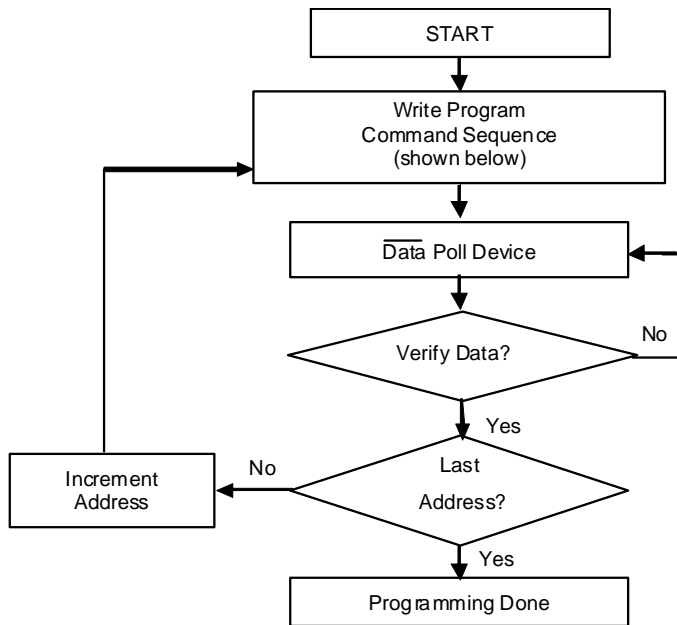 START
Write Program
Command Sequence
(shown below)
Data Poll Device
Verify Data?
No
Yes
Last
Address?
No
Increment
Address
Yes
Programming Done